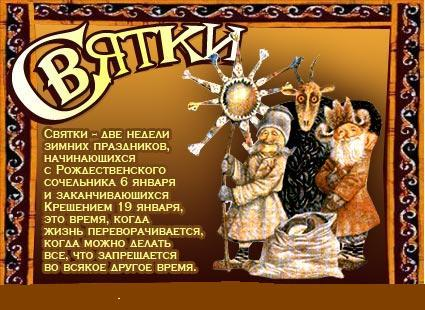 Святки
Святки - две недели
зимних праздников,
начинающихся
с Рождественского
сочельника 6 января
и заканчивающихся
Крещением 19 января,
это время, когда
жизнь переворачивается,
когда можно делать
все, что запрещается
во всякое другое время.